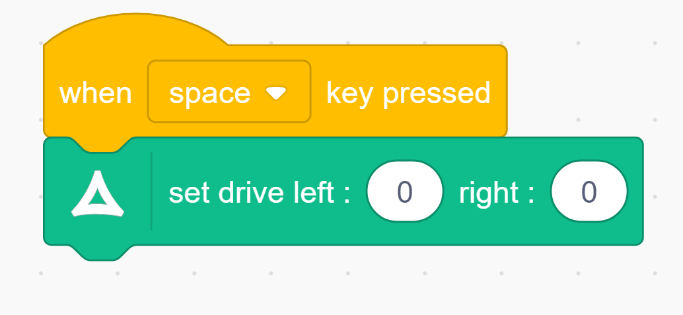 when space key pressed
set drive left : 0 right : 0